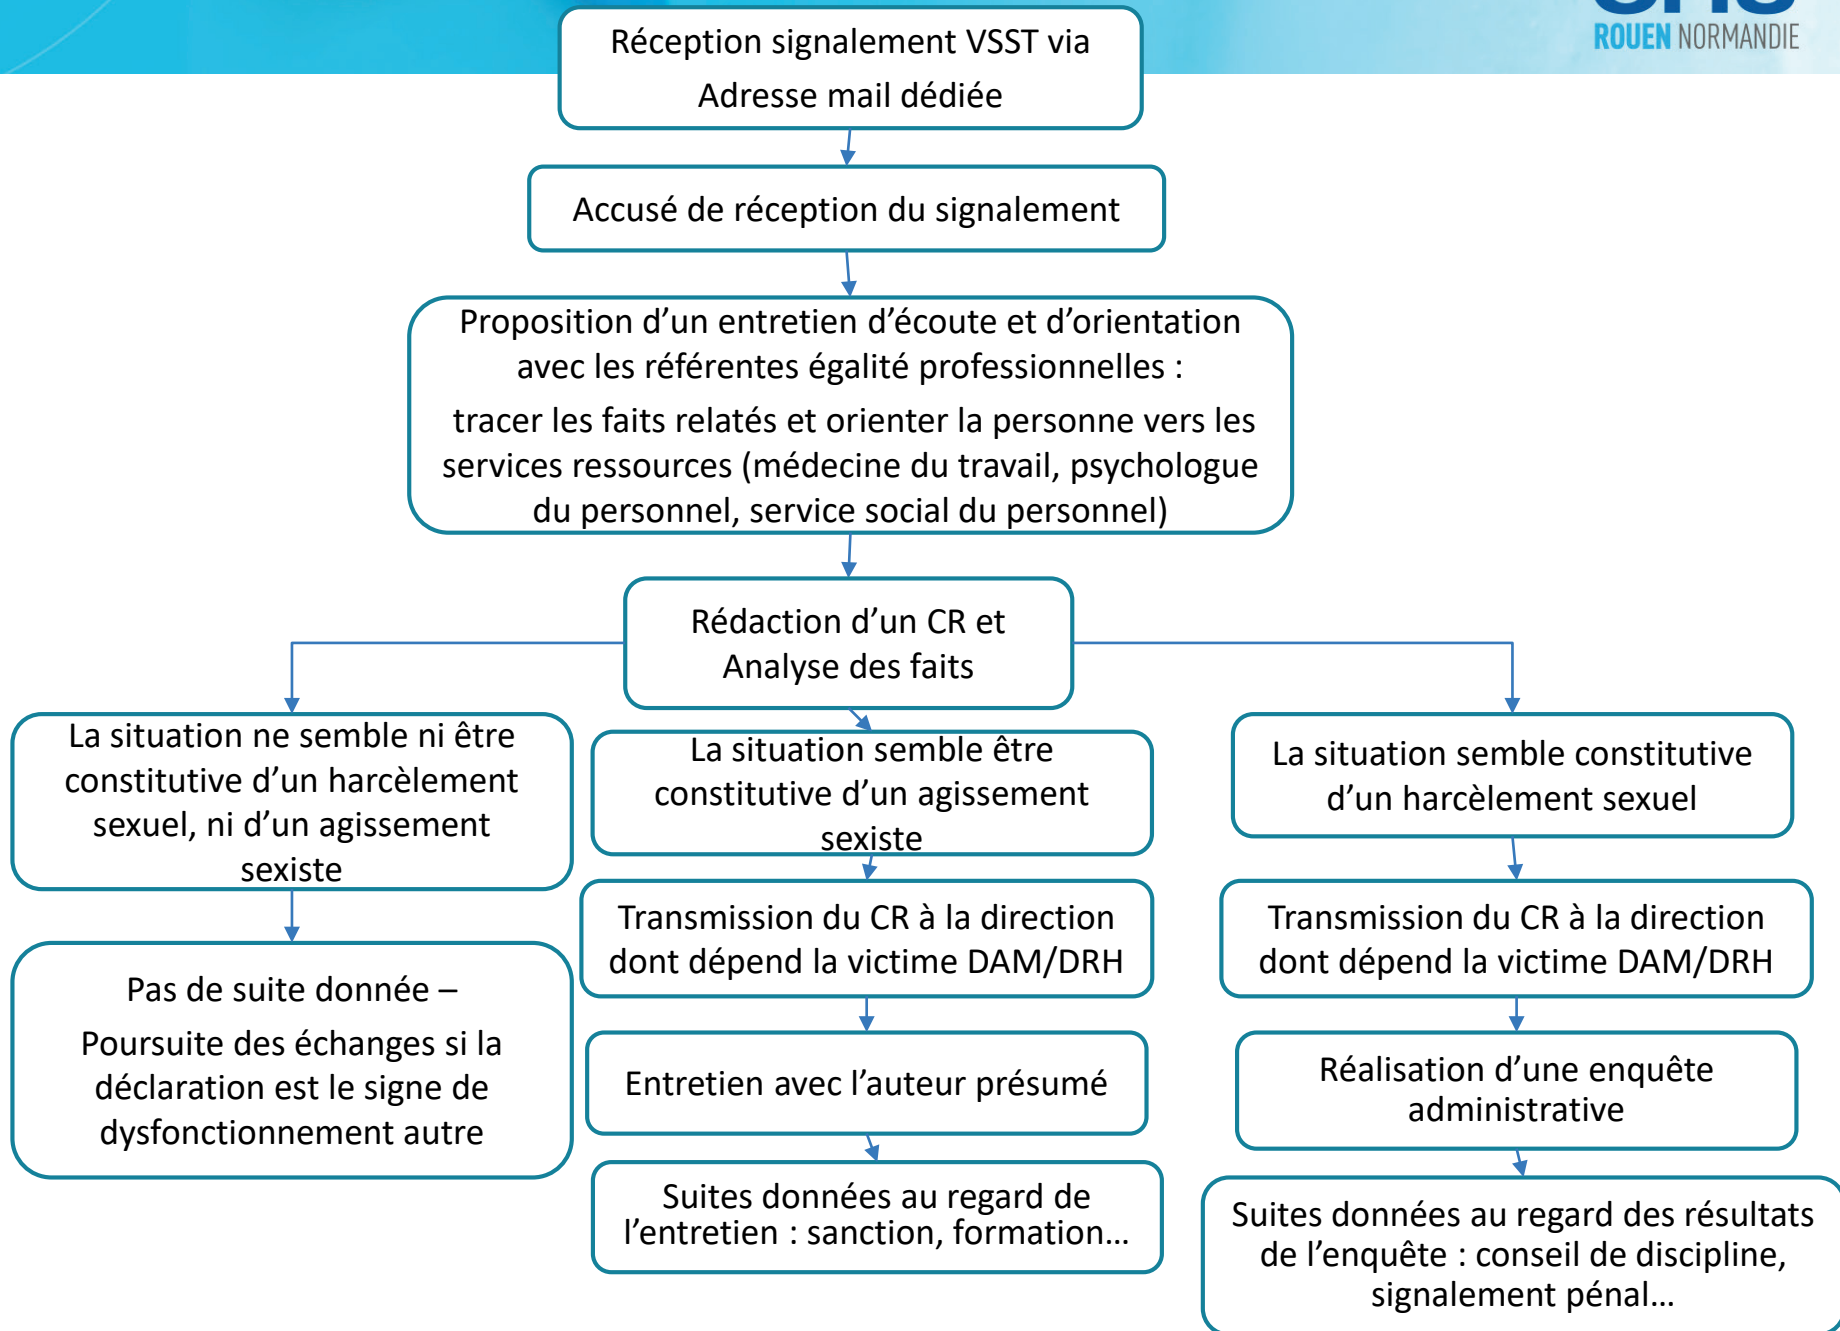 ROUEN NORMANDIE
Réception signalement VSST via
Adresse mail dédiée
Accusé de réception du signalement
Proposition d’un entretien d’écoute et d’orientation
avec les référentes égalité professionnelles :
tracer les faits relatés et orienter la personne vers les
services ressources (médecine du travail, psychologue
du personnel, service social du personnel)
Rédaction d’un CR et
Analyse des faits
La situation ne semble ni être
constitutive d’un harcèlement
sexuel, ni d’un agissement
sexiste
Pas de suite donnée –
Poursuite des échanges si la
déclaration est le signe de
dysfonctionnement autre
La situation semble être
constitutive d’un agissement
sexiste
Transmission du CR à la direction
dont dépend la victime DAM/DRH
Entretien avec l’auteur présumé
Suites données au regard de
l’entretien : sanction, formation…
La situation semble constitutive
d’un harcèlement sexuel
Transmission du CR à la direction
dont dépend la victime DAM/DRH
Réalisation d’une enquête
administrative
Suites données au regard des résultats
de l’enquête : conseil de discipline,
signalement pénal…